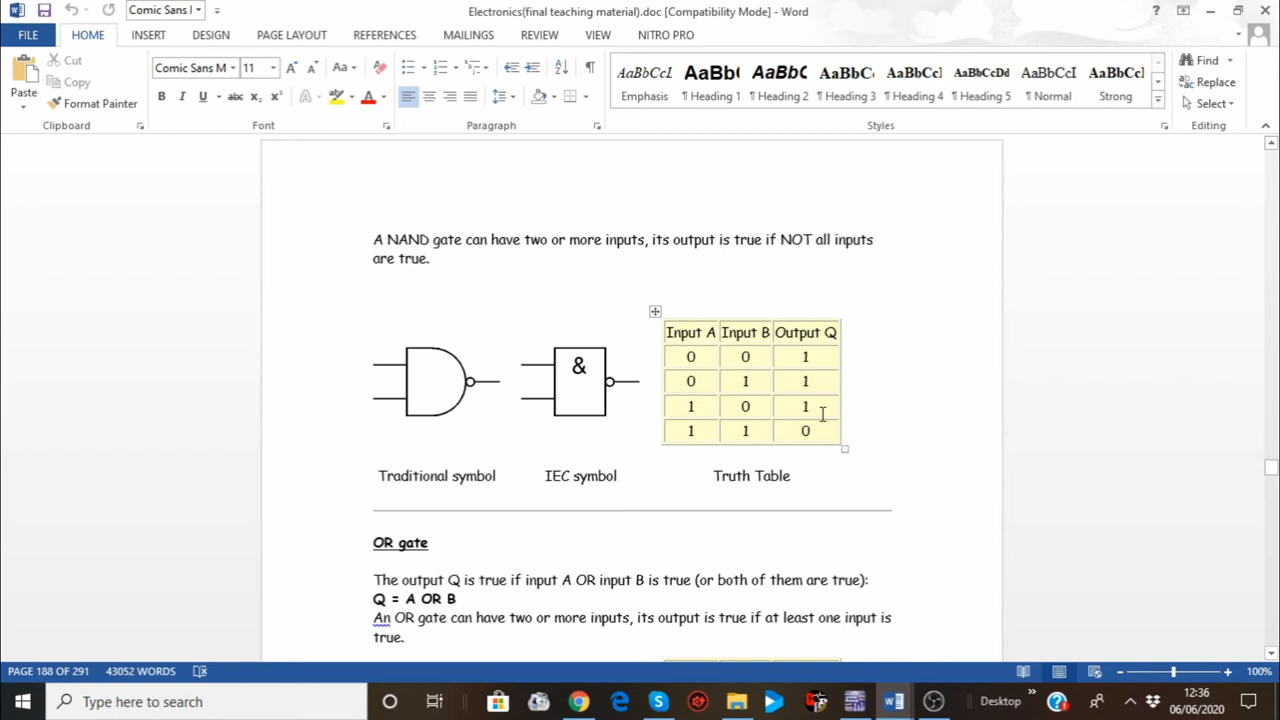 Comic Sans I
Electronics(final teaching material).doc [Compatibility Mode] - Word
?
FILE HOME INSERT DESIGN PAGE LAYOUT REFERENCES MAILINGS REVIEW VIEW NITRO PRO
Cut
Copy
Format Painter
Paste
Clipboard
Comic Sans M 11
Aa
B I U abc x₂ x²
Font
Paragraph
AaBbCcL AaBb( AaBbC AaBbC( AaBbCcI AaBbCcDd AaBbCcI AaBbCcI
Emphasis ¶ Heading 1 ¶ Heading 2 ¶ Heading 3 ¶ Heading 4 ¶ Heading 5 ¶ Normal Strong
Styles
Find
Replace
Select
Editing
A NAND gate can have two or more inputs, its output is true if NOT all inputs
are true.
&
Input A Input B Output Q
0 0 1
0 1 1
1 0 1
1 1 0
Traditional symbol IEC symbol Truth Table
OR gate
The output Q is true if input A OR input B is true (or both of them are true):
Q = A OR B
An OR gate can have two or more inputs, its output is true if at least one input is
true.
PAGE 188 OF 291 43052 WORDS 100%
Type here to search
Desktop
12:36
06/06/2020